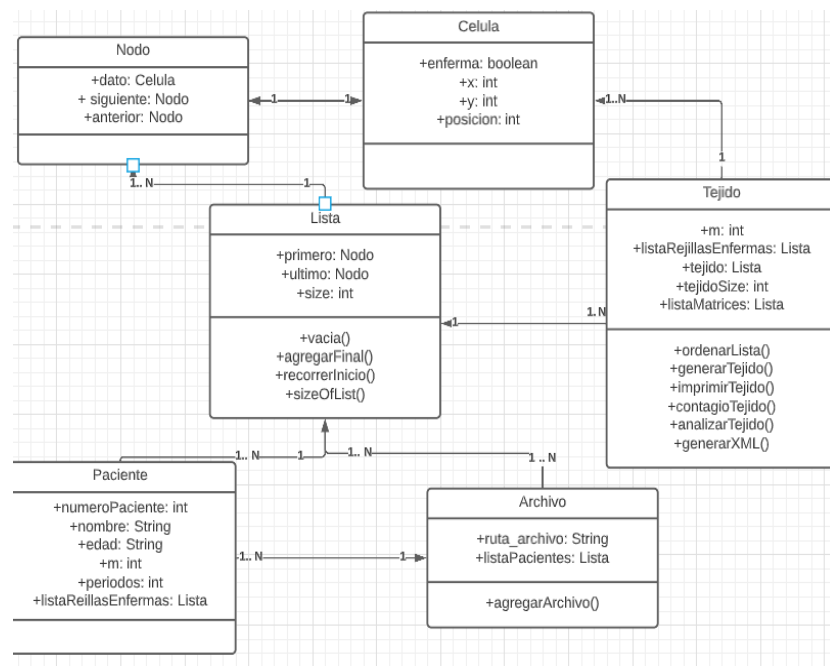 Nodo
+dato: Celula
+ siguiente: Nodo
+anterior: Nodo
Celula
+enferma: boolean
+x: int
+y: int
+posicion: int
1
1
1..N
1
1.. N
1
Lista
+primero: Nodo
+ultimo: Nodo
+size: int
+vacia()
+agregarFinal()
+recorrerInicio()
+sizeOfList()
Tejido
+m: int
+listaRejillasEnfermas: Lista
+tejido: Lista
+tejidoSize: int
+listaMatrices: Lista
+ordenarLista()
+generarTejido()
+imprimirTejido()
+contagioTejido()
+analizarTejido()
+generarXML()
1
1. N
1.. N
1
1.. N
1 .. N
Paciente
+numeroPaciente: int
+nombre: String
+edad: String
+m: int
+periodos: int
+listaReillasEnfermas: Lista
1.. N
1
Archivo
+ruta_archivo: String
+listaPacientes: Lista
+agregarArchivo()